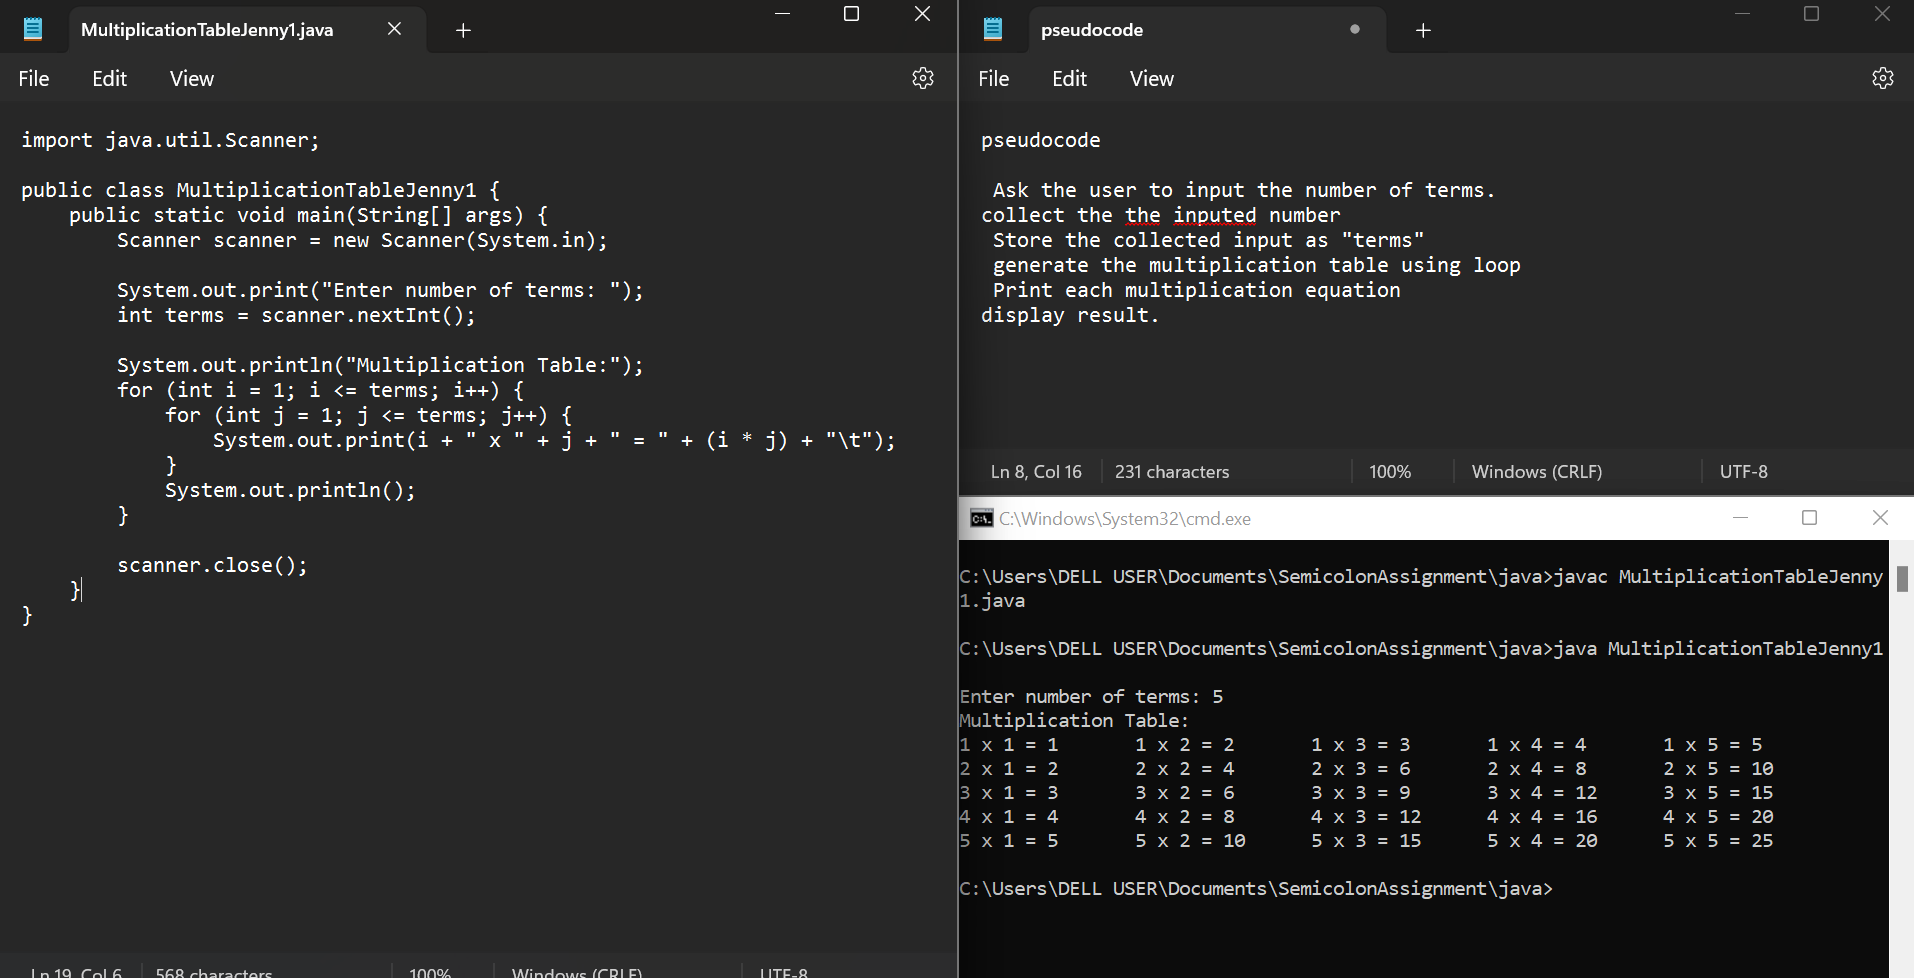 MultiplicationTableJenny1.java
File Edit View
import java.util.Scanner;
public class MultiplicationTableJenny1 {
    public static void main(String[] args) {
        Scanner scanner = new Scanner(System.in);
        System.out.print("Enter number of terms: ");
        int terms = scanner.nextInt();
        System.out.println("Multiplication Table:");
        for (int i = 1; i <= terms; i++) {
            for (int j = 1; j <= terms; j++) {
                System.out.print(i + " x " + j + " = " + (i * j) + "\t");
            }
            System.out.println();
        }
        scanner.close();
    }
}
Ln 19, Col 6 568 characters 100% Windows (CRLF) UTF-8
pseudocode
File Edit View
pseudocode
 Ask the user to input the number of terms.
collect the the inputed number
 Store the collected input as "terms"
 generate the multiplication table using loop
 Print each multiplication equation
display result.
Ln 8, Col 16 231 characters 100% Windows (CRLF) UTF-8
C:\Windows\System32\cmd.exe
C:\Users\DELL USER\Documents\SemicolonAssignment\java>javac MultiplicationTableJenny
1.java
C:\Users\DELL USER\Documents\SemicolonAssignment\java>java MultiplicationTableJenny1
Enter number of terms: 5
Multiplication Table:
1 x 1 = 1 1 x 2 = 2 1 x 3 = 3 1 x 4 = 4 1 x 5 = 5
2 x 1 = 2 2 x 2 = 4 2 x 3 = 6 2 x 4 = 8 2 x 5 = 10
3 x 1 = 3 3 x 2 = 6 3 x 3 = 9 3 x 4 = 12 3 x 5 = 15
4 x 1 = 4 4 x 2 = 8 4 x 3 = 12 4 x 4 = 16 4 x 5 = 20
5 x 1 = 5 5 x 2 = 10 5 x 3 = 15 5 x 4 = 20 5 x 5 = 25
C:\Users\DELL USER\Documents\SemicolonAssignment\java>